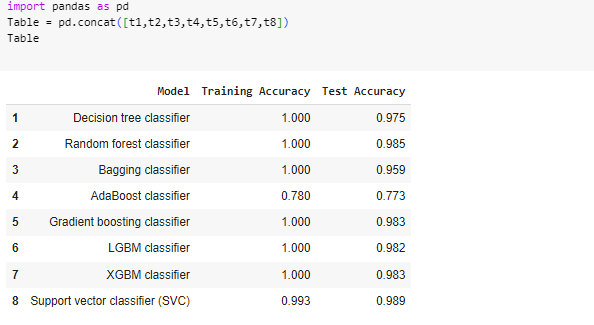 import pandas as pd
Table = pd.concat([t1,t2,t3,t4,t5,t6,t7,t8])
Table
Model Training Accuracy Test Accuracy
1 Decision tree classifier 1.000 0.975
2 Random forest classifier 1.000 0.985
3 Bagging classifier 1.000 0.959
4 AdaBoost classifier 0.780 0.773
5 Gradient boosting classifier 1.000 0.983
6 LGBM classifier 1.000 0.982
7 XGBM classifier 1.000 0.983
8 Support vector classifier (SVC) 0.993 0.989